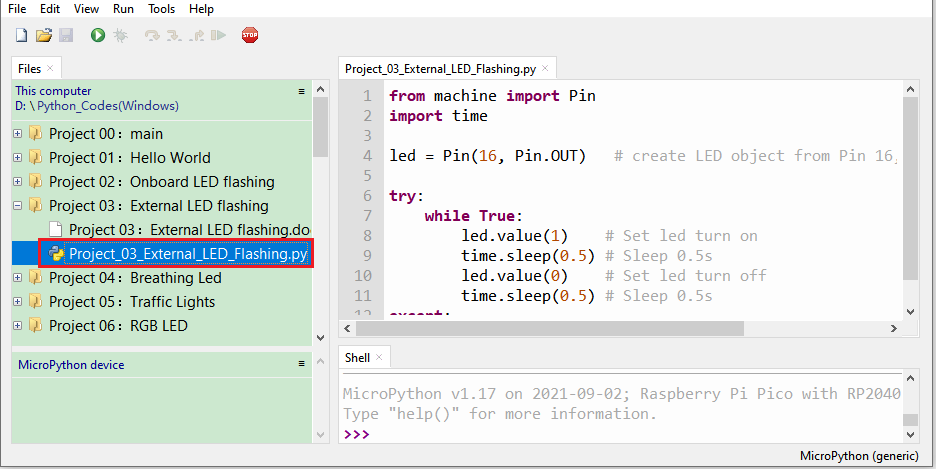 File Edit View Run Tools Help
STOP
Files
This computer
D: \Python_Codes(Windows)
Project 00：main
Project 01：Hello World
Project 02：Onboard LED flashing
Project 03：External LED flashing
Project 03：External LED flashing.do
Project_03_External_LED_Flashing.py
Project 04：Breathing Led
Project 05：Traffic Lights
Project 06：RGB LED
MicroPython device
Project_03_External_LED_Flashing.py
1 from machine import Pin
2 import time
3
4 led = Pin(16, Pin.OUT)   # create LED object from Pin 16,
5
6 try:
7     while True:
8         led.value(1)    # Set led turn on
9         time.sleep(0.5) # Sleep 0.5s
10         led.value(0)    # Set led turn off
11         time.sleep(0.5) # Sleep 0.5s
12 except:
Shell
MicroPython v1.17 on 2021-09-02; Raspberry Pi Pico with RP2040
Type "help()" for more information.
>>>
MicroPython (generic)